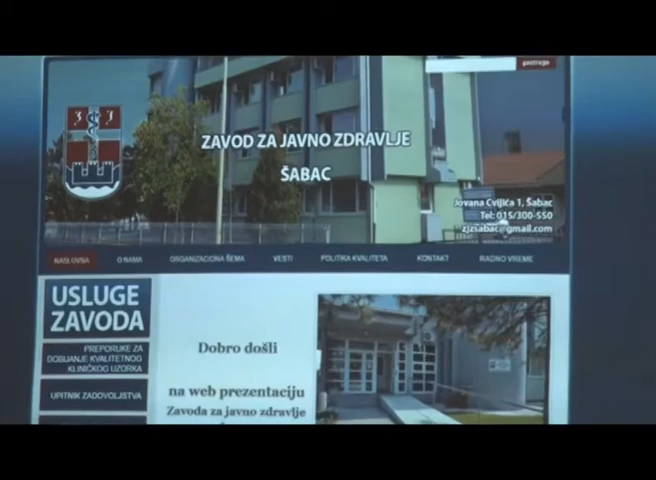 pretraga
ZAVOD ZA JAVNO ZDRAVLJE
ŠABAC
Jovana Cvijića 1, Šabac
Tel: 015/300-550
zjzsabac@gmail.com
NASLOVNA O NAMA ORGANIZACIONA ŠEMA VESTI POLITIKA KVALITETA KONTAKT RADNO VREME
USLUGE
ZAVODA
PREPORUKE ZA
DOBIJANJE KVALITETNOG
KLINIČKOG UZORKA
UPITNIK ZADOVOLJSTVA
Dobro došli
na web prezentaciju
Zavoda za javno zdravlje